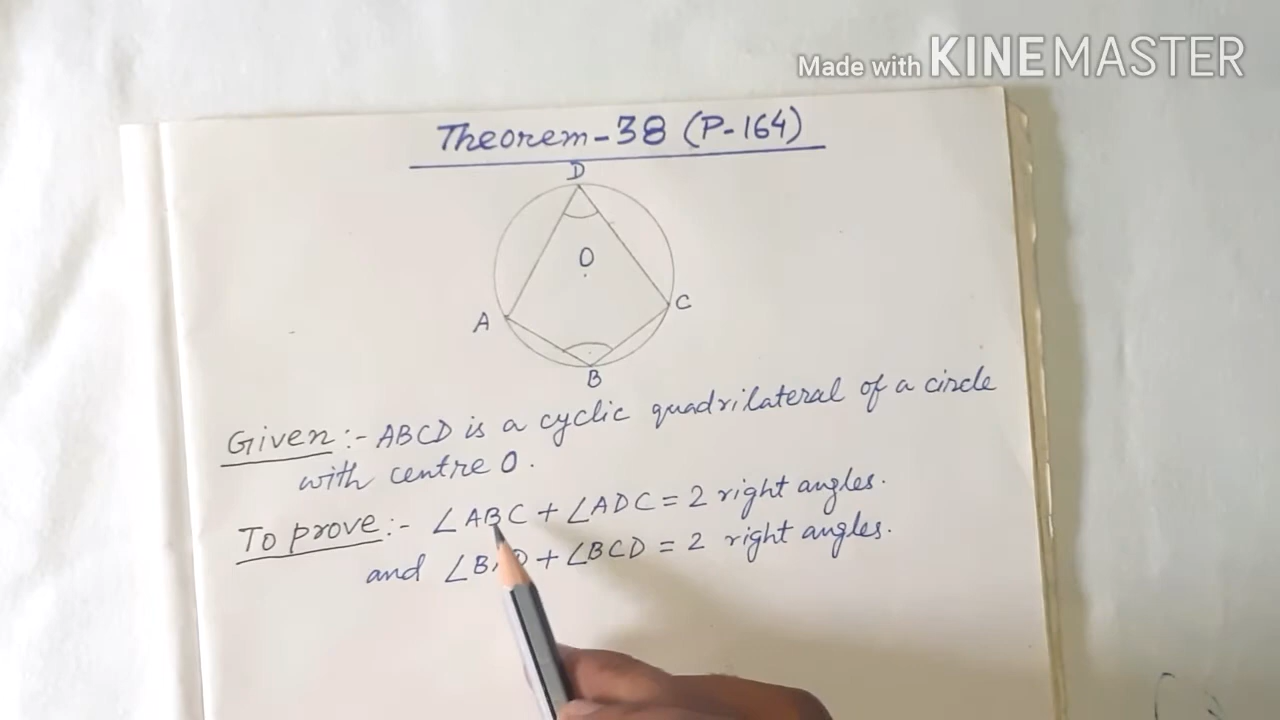 Made with KINEMASTER
Theorem-38 (P-164)
D
O
A
C
B
Given:- ABCD is a cyclic quadrilateral of a circle
with centre O.
To prove:- ∠ABC + ∠ADC = 2 right angles.
and ∠ + ∠BCD = 2 right angles.